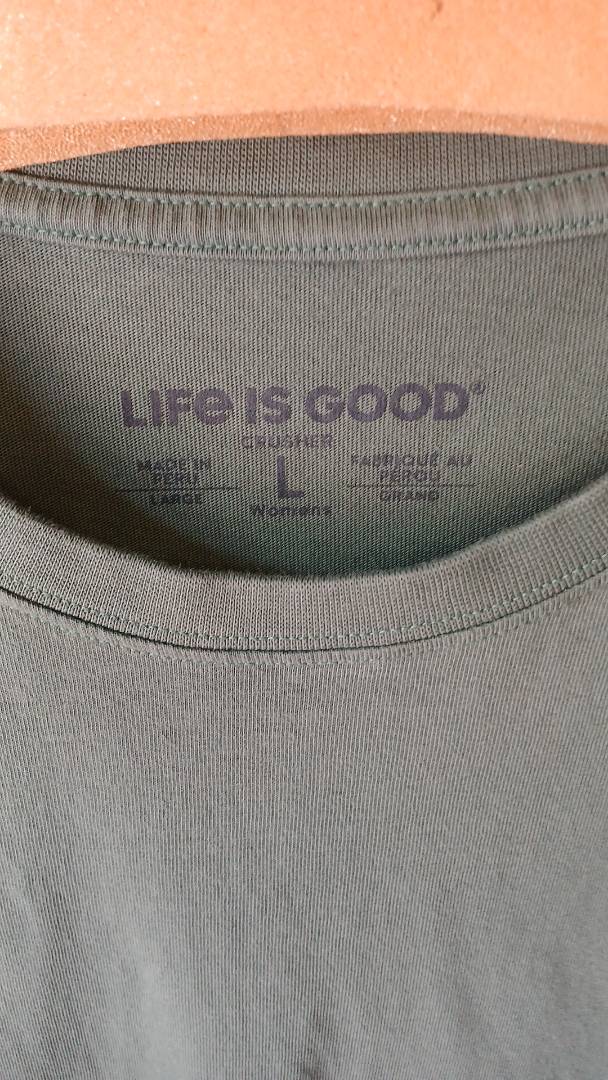 LIFe IS GOOD®
CRUSHER
MADE IN
PERU
LARGE
L
Womens
FABRIQUÉ AU
PÉROU
GRAND